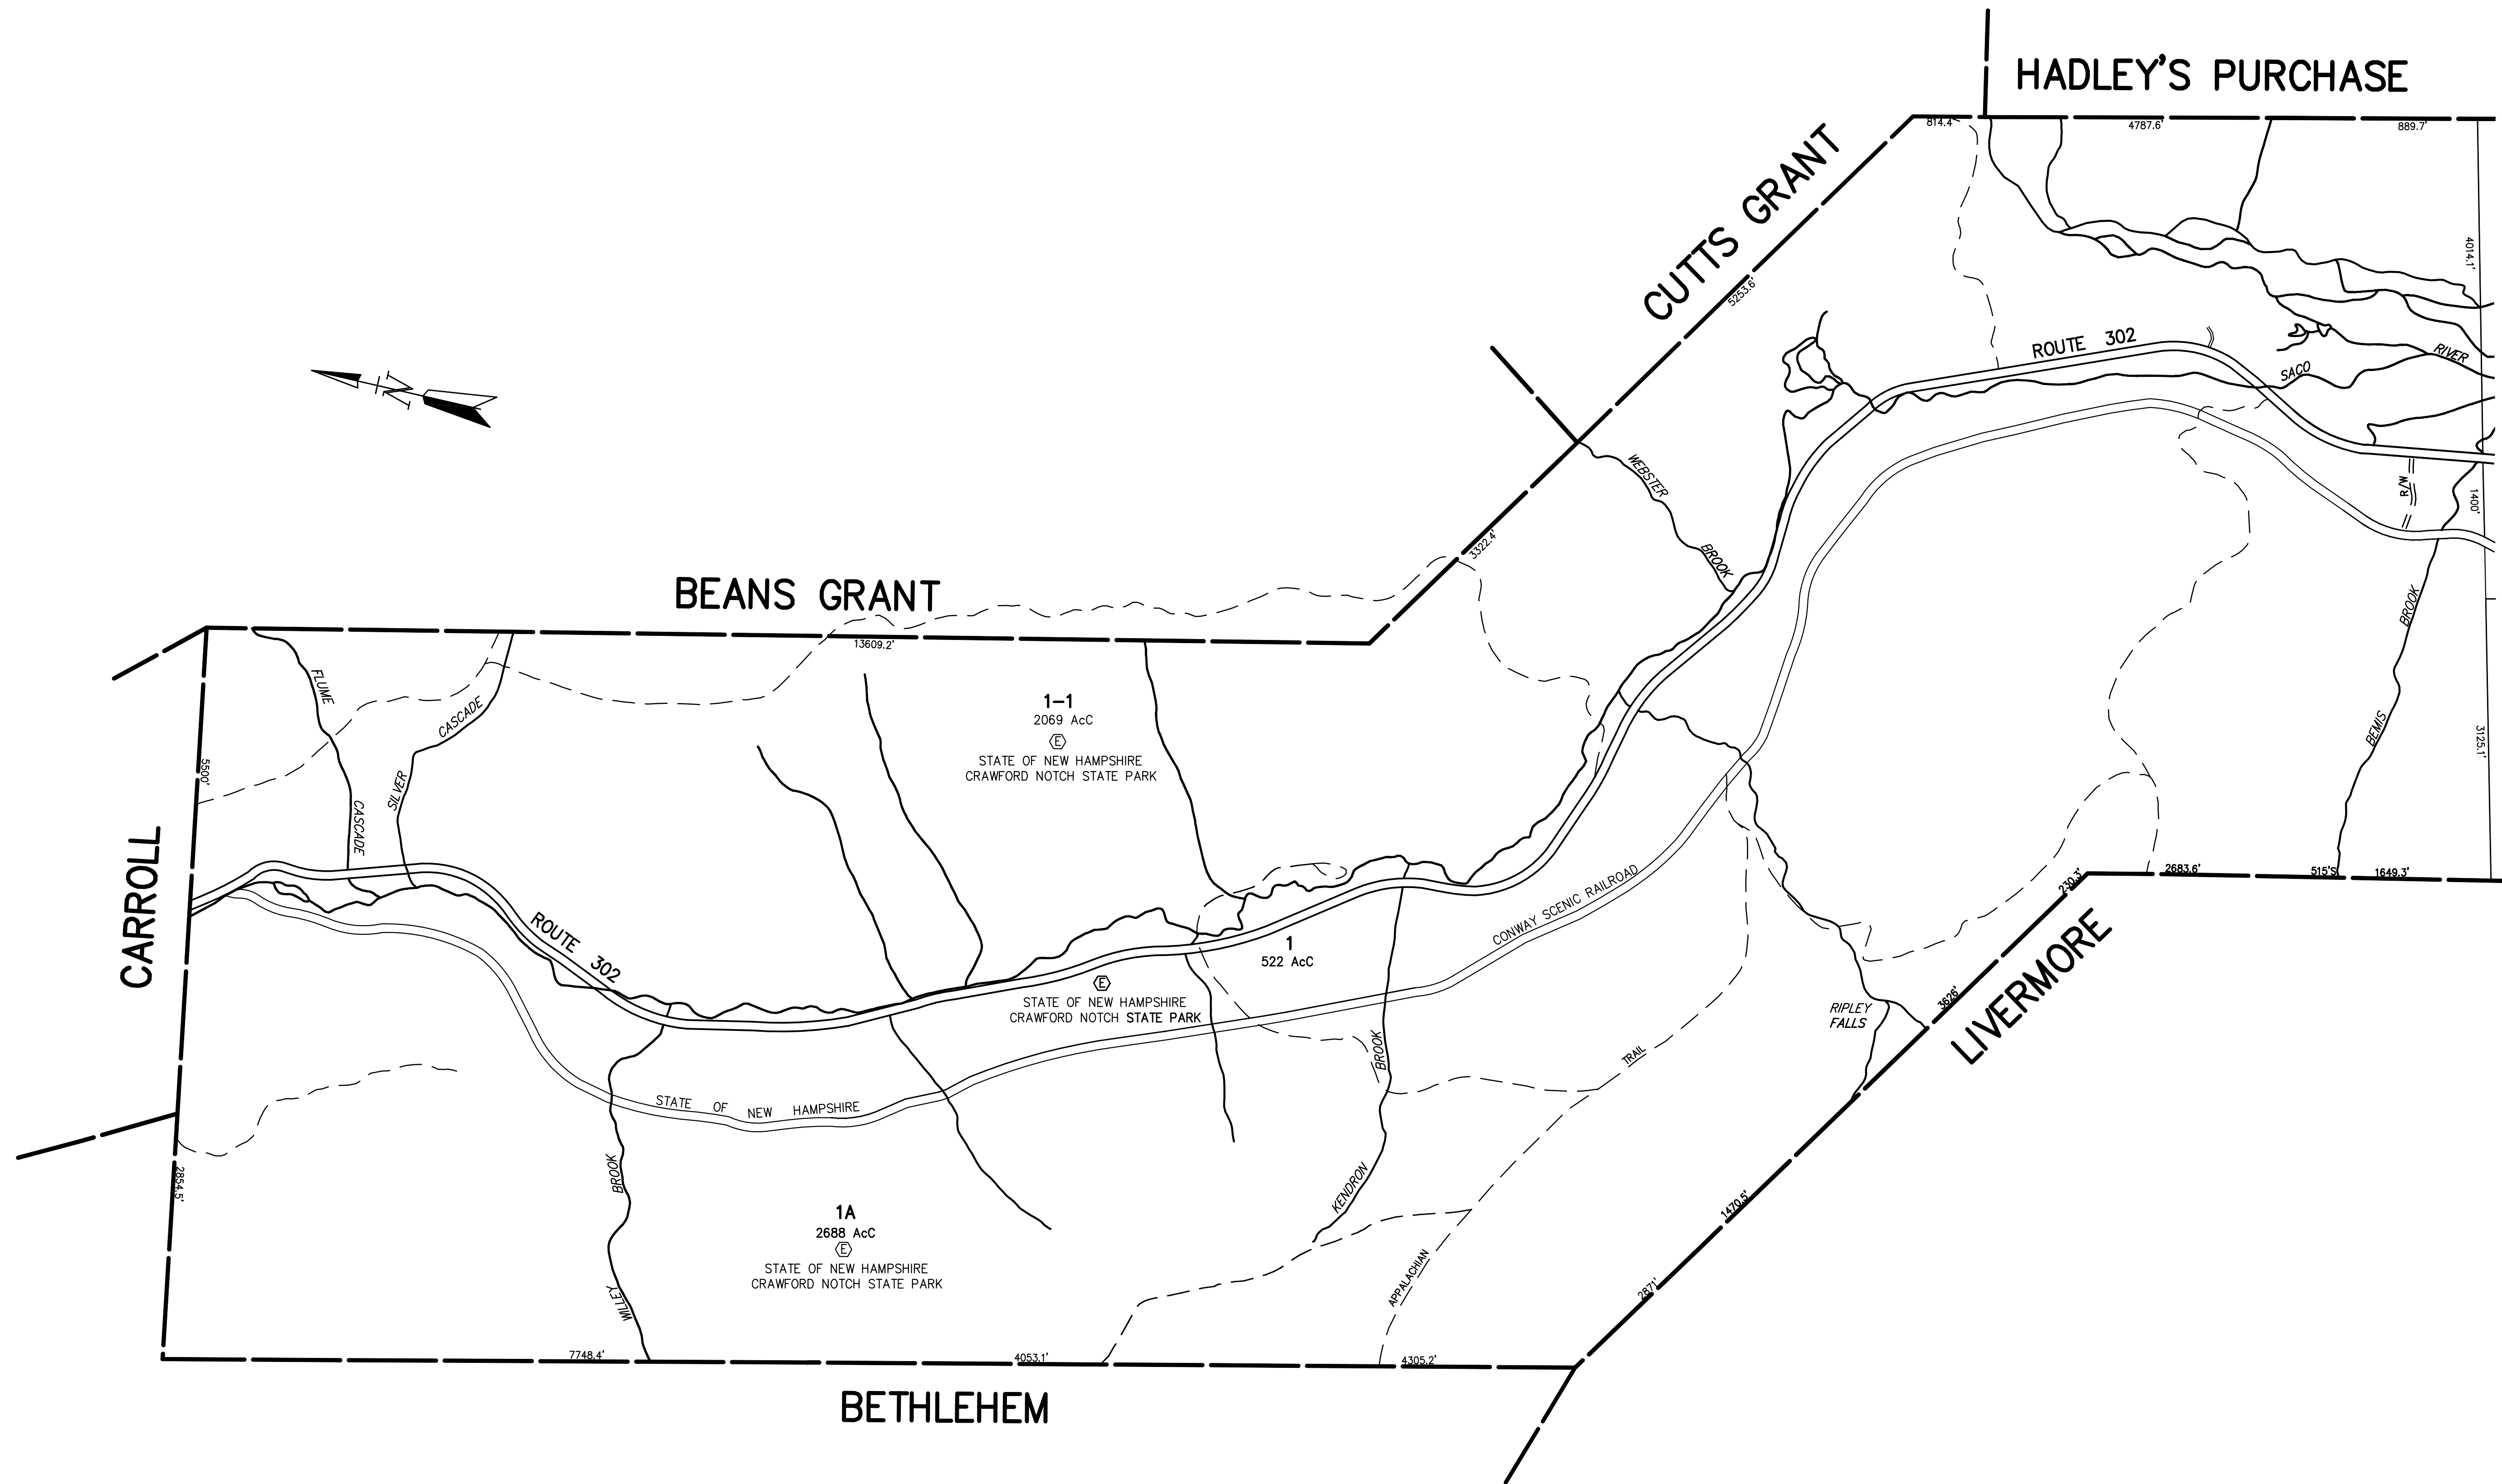 HADLEY'S PURCHASE
814.4'
4787.6'
889.7'
CUTTS GRANT
5253.6'
4014.1'
ROUTE 302
RIVER
SACO
N
WEBSTER
BROOK
R/W
1400'
3322.4'
BEANS GRANT
13609.2'
BROOK
BEMIS
3125.1'
FLUME
CASCADE
CASCADE
SILVER
5500'
1-1
2069 AcC
E
STATE OF NEW HAMPSHIRE
CRAWFORD NOTCH STATE PARK
CARROLL
ROUTE 302
CONWAY SCENIC RAILROAD
230.3'
2683.6'
515'S
1649.3'
1
522 AcC
E
STATE OF NEW HAMPSHIRE
CRAWFORD NOTCH STATE PARK
RIPLEY
FALLS
3626'
LIVERMORE
BROOK
KENDRON
TRAIL
APPALACHIAN
STATE OF NEW HAMPSHIRE
2854.5'
BROOK
WILLEY
1A
2688 AcC
E
STATE OF NEW HAMPSHIRE
CRAWFORD NOTCH STATE PARK
1470.5'
2871'
7748.4'
4053.1'
4305.2'
BETHLEHEM